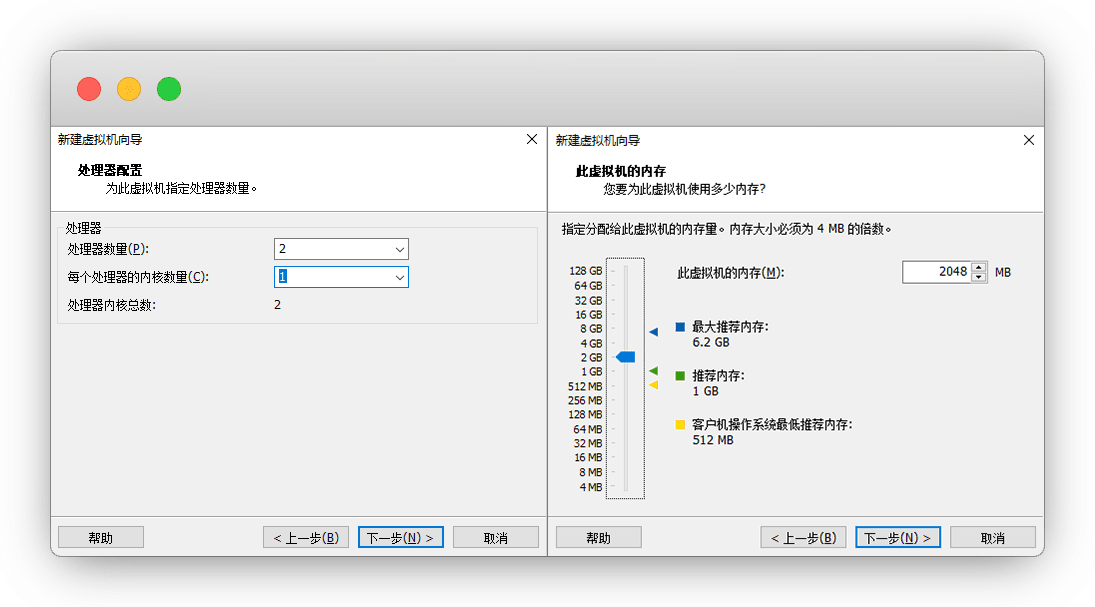 新建虚拟机向导
处理器配置
为此虚拟机指定处理器数量。
处理器
处理器数量(P):
2
每个处理器的内核数量(C):
1
处理器内核总数:
2
帮助
< 上一步(B)
下一步(N) >
取消
新建虚拟机向导
此虚拟机的内存
您要为此虚拟机使用多少内存?
指定分配给此虚拟机的内存量。内存大小必须为 4 MB 的倍数。
128 GB
64 GB
32 GB
16 GB
8 GB
4 GB
2 GB
1 GB
512 MB
256 MB
128 MB
64 MB
32 MB
16 MB
8 MB
4 MB
此虚拟机的内存(M):
2048 MB
最大推荐内存:
6.2 GB
推荐内存:
1 GB
客户机操作系统最低推荐内存:
512 MB
帮助
< 上一步(B)
下一步(N) >
取消